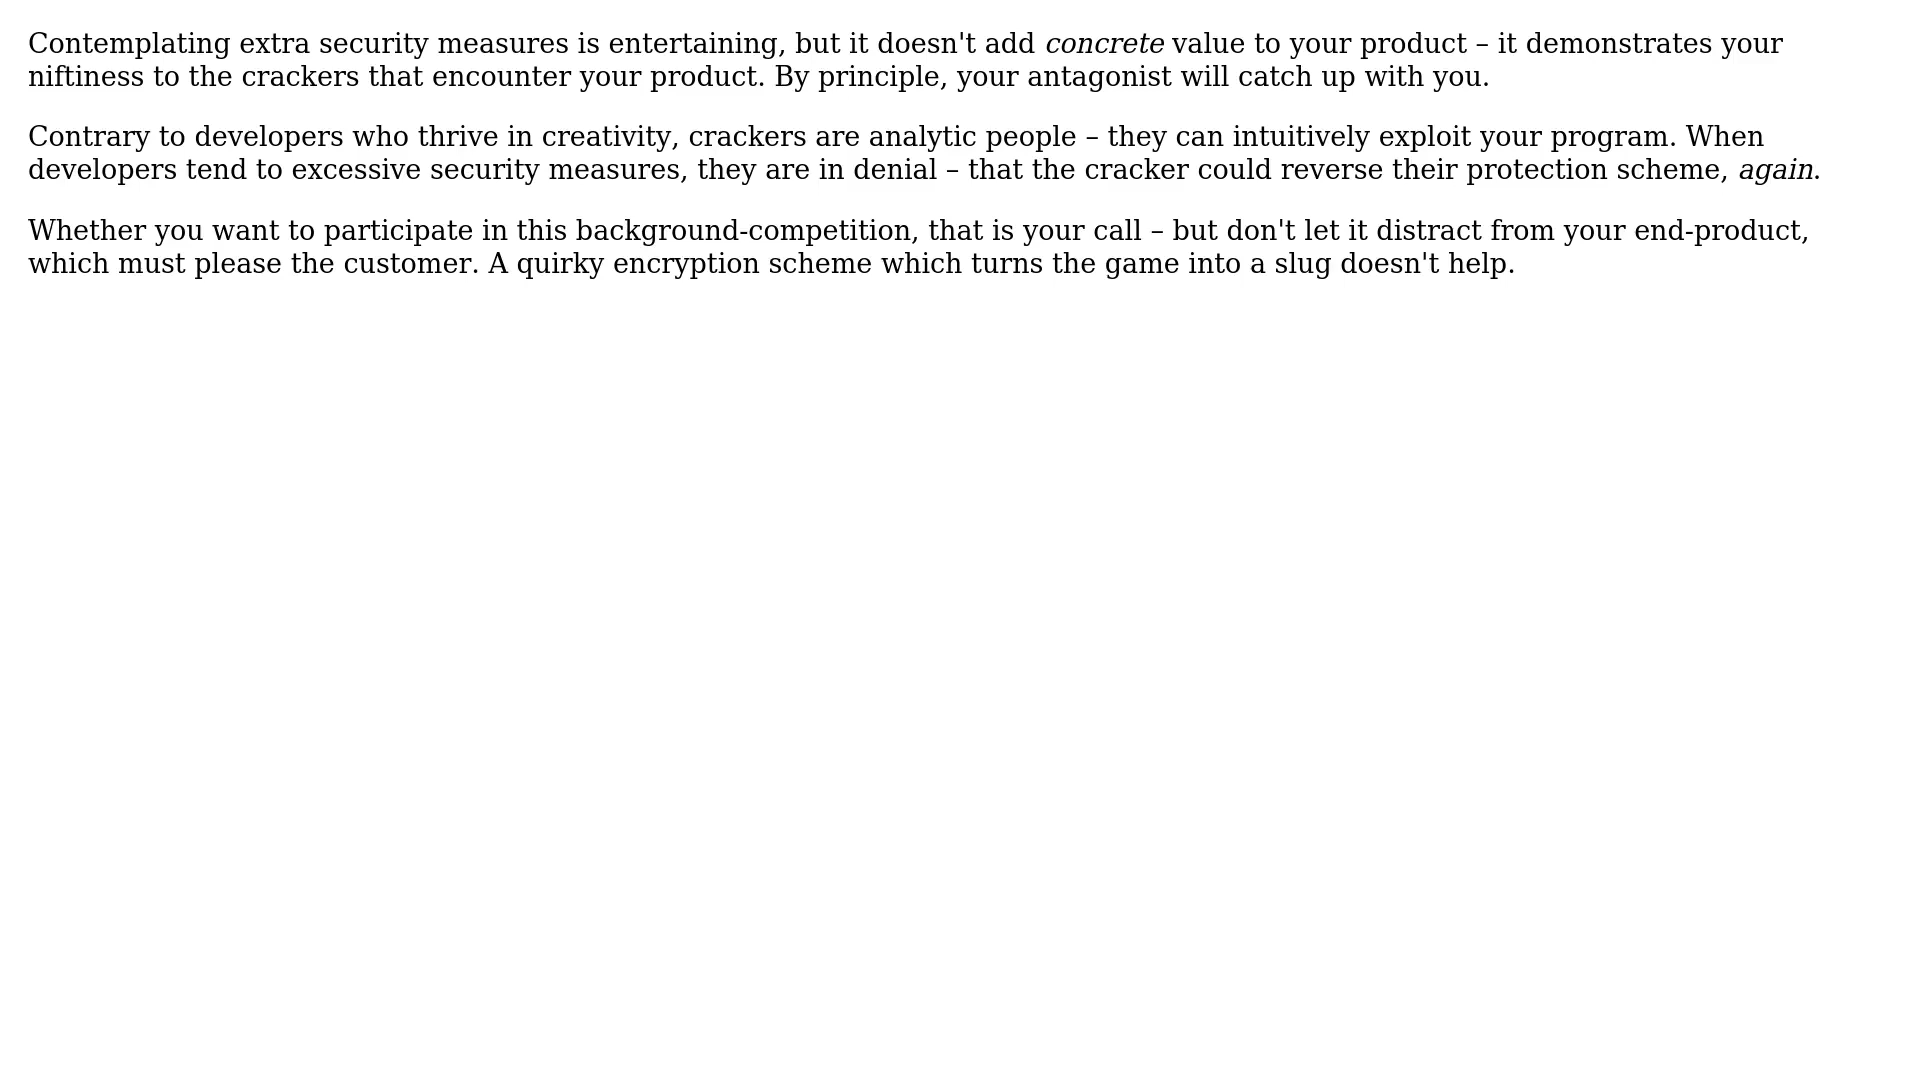 Contemplating extra security measures is entertaining, but it doesn't add concrete value to your product – it demonstrates your
niftiness to the crackers that encounter your product. By principle, your antagonist will catch up with you.
Contrary to developers who thrive in creativity, crackers are analytic people – they can intuitively exploit your program. When
developers tend to excessive security measures, they are in denial – that the cracker could reverse their protection scheme, again.
Whether you want to participate in this background-competition, that is your call – but don't let it distract from your end-product,
which must please the customer. A quirky encryption scheme which turns the game into a slug doesn't help.